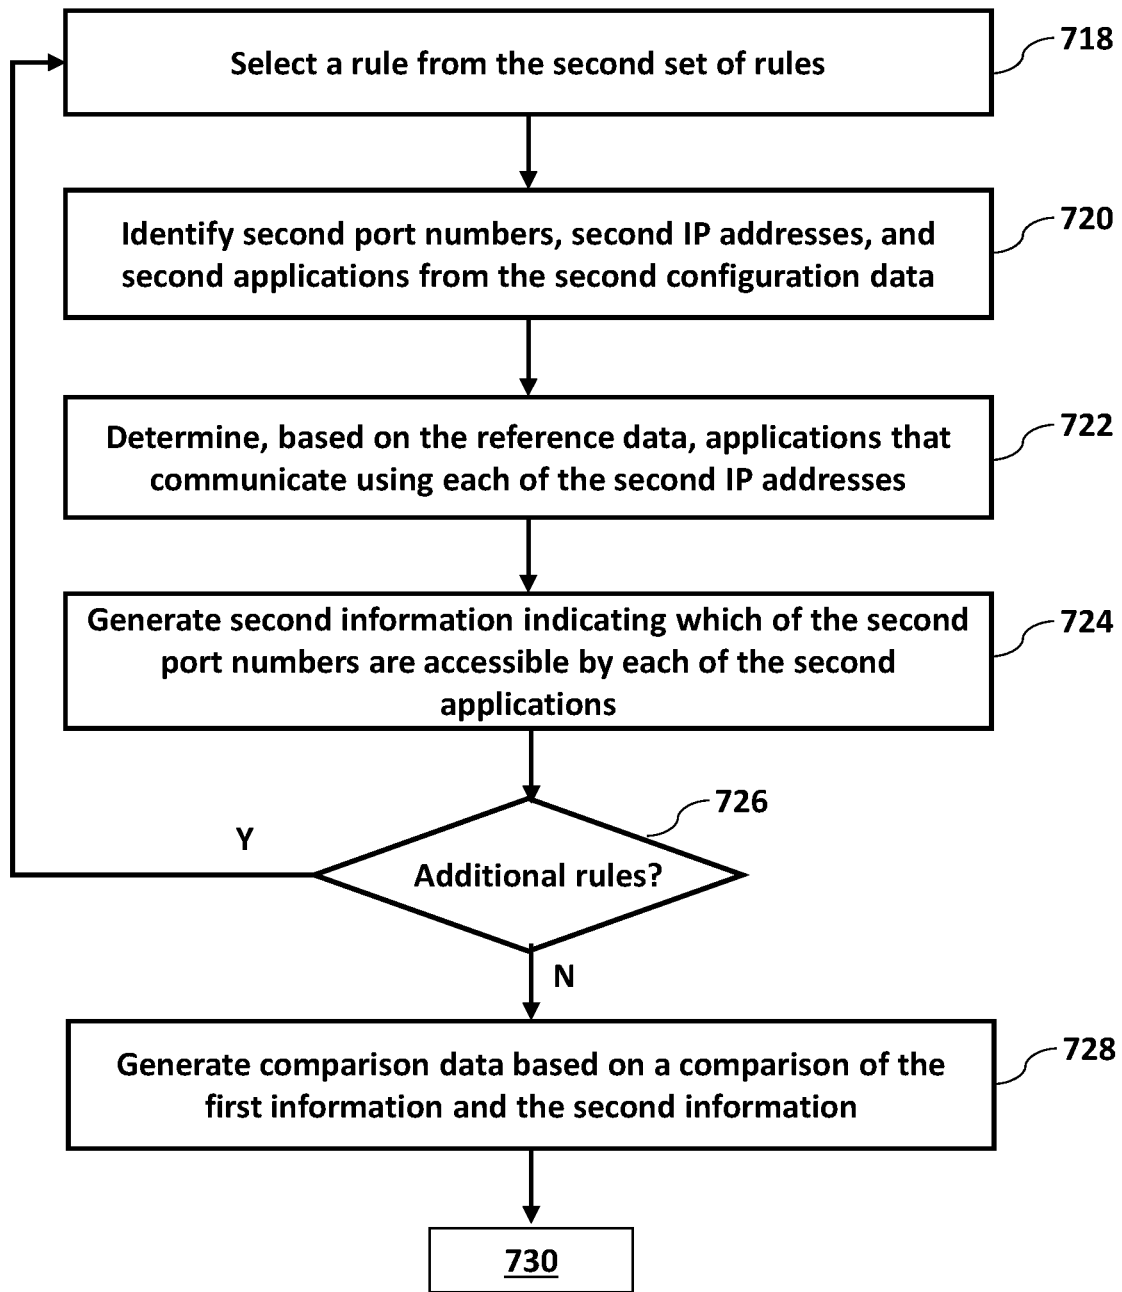 Select a rule from the second set of rules
718
Identify second port numbers, second IP addresses, and
second applications from the second configuration data
720
Determine, based on the reference data, applications that
communicate using each of the second IP addresses
722
Generate second information indicating which of the second
port numbers are accessible by each of the second
applications
724
726
Y
Additional rules?
N
Generate comparison data based on a comparison of the
first information and the second information
728
730